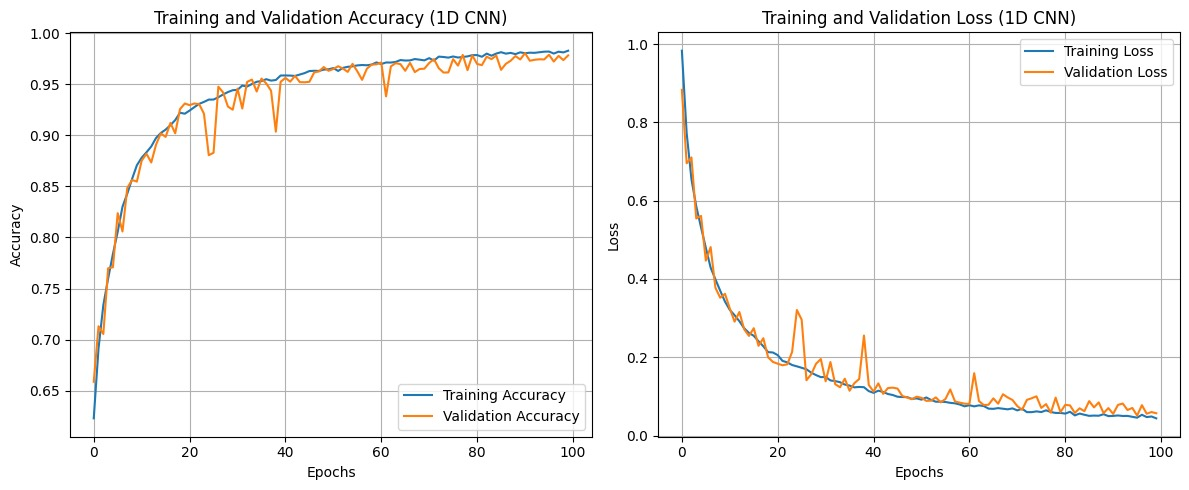 Training and Validation Accuracy (1D CNN)
1.00
0.95
0.90
0.85
0.80
0.75
0.70
0.65
Accuracy
0 20 40 60 80 100
Epochs
Training Accuracy
Validation Accuracy
Training and Validation Loss (1D CNN)
1.0
0.8
0.6
0.4
0.2
0.0
Loss
0 20 40 60 80 100
Epochs
Training Loss
Validation Loss